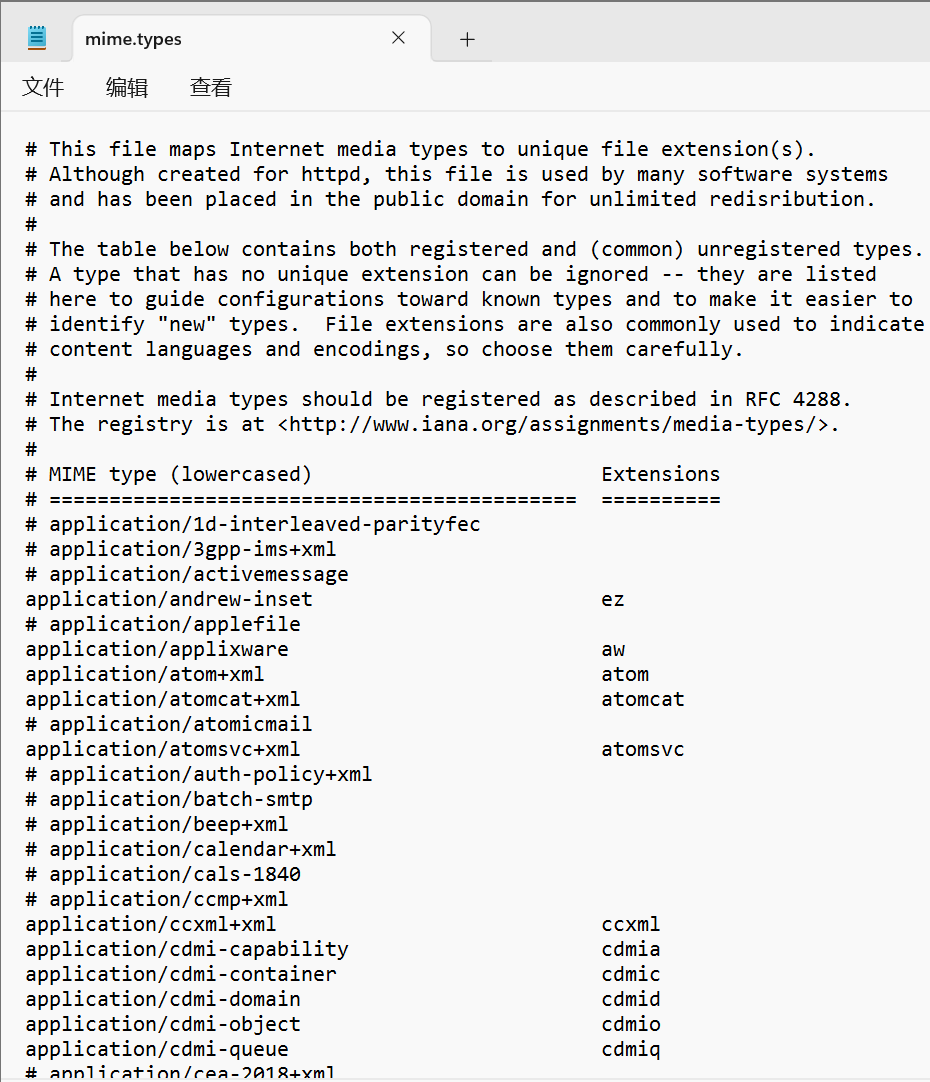 mime.types
文件 编辑 查看
# This file maps Internet media types to unique file extension(s).
# Although created for httpd, this file is used by many software systems
# and has been placed in the public domain for unlimited redisribution.
#
# The table below contains both registered and (common) unregistered types.
# A type that has no unique extension can be ignored -- they are listed
# here to guide configurations toward known types and to make it easier to
# identify "new" types.  File extensions are also commonly used to indicate
# content languages and encodings, so choose them carefully.
#
# Internet media types should be registered as described in RFC 4288.
# The registry is at <http://www.iana.org/assignments/media-types/>.
#
# MIME type (lowercased)                        Extensions
# ============================================  ==========
# application/1d-interleaved-parityfec
# application/3gpp-ims+xml
# application/activemessage
application/andrew-inset                        ez
# application/applefile
application/applixware                          aw
application/atom+xml                            atom
application/atomcat+xml                         atomcat
# application/atomicmail
application/atomsvc+xml                         atomsvc
# application/auth-policy+xml
# application/batch-smtp
# application/beep+xml
# application/calendar+xml
# application/cals-1840
# application/ccmp+xml
application/ccxml+xml                           ccxml
application/cdmi-capability                     cdmia
application/cdmi-container                      cdmic
application/cdmi-domain                         cdmid
application/cdmi-object                         cdmio
application/cdmi-queue                          cdmiq
# application/cea-2018+xml